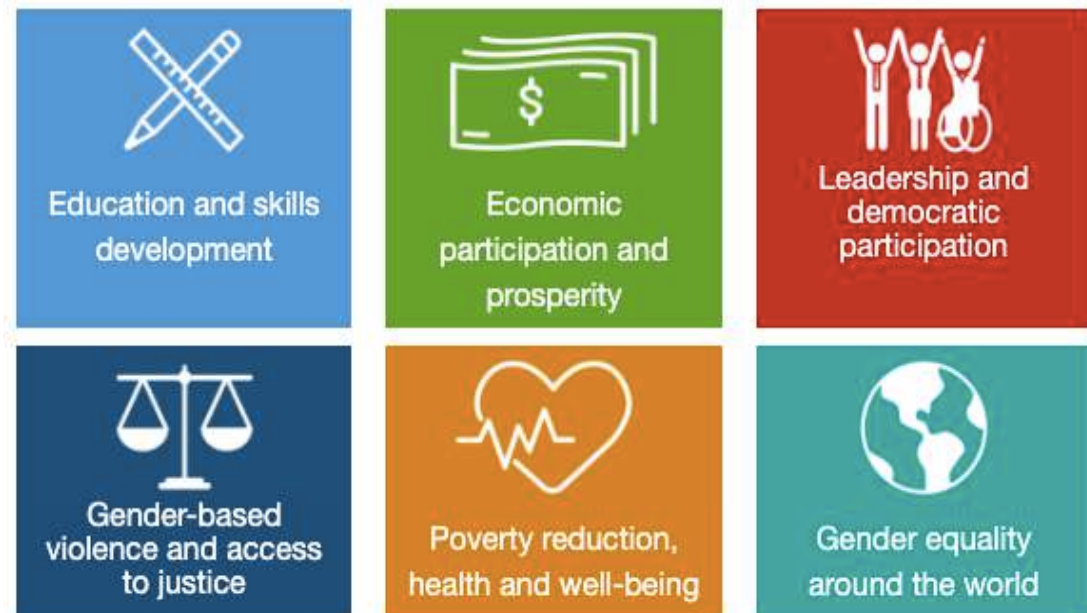 Education and skills
development
$
Economic
participation and
prosperity
Leadership and
democratic
participation
Gender-based
violence and access
to justice
Poverty reduction,
health and well-being
Gender equality
around the world